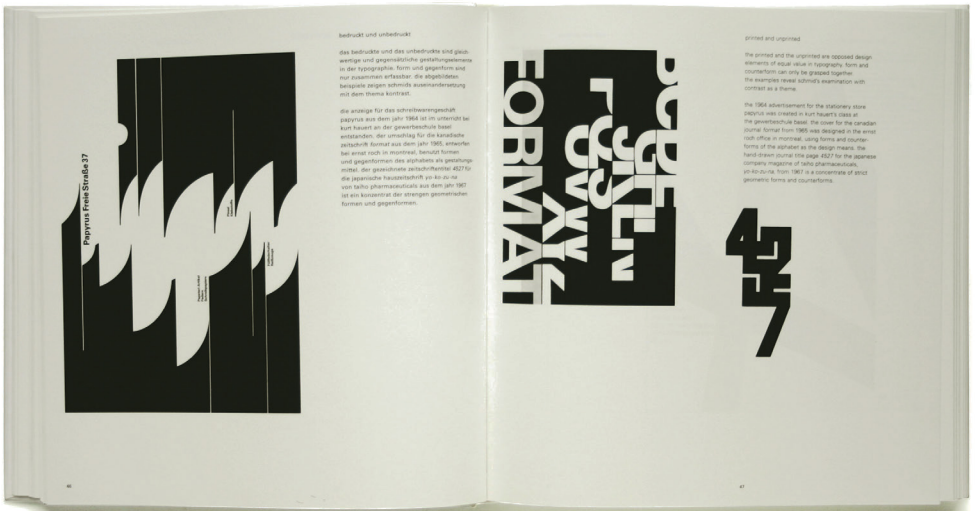 Papyrus Freie Straße 37
bedruckt und unbedruckt
das bedruckte und das unbedruckte sind gleich-
wertige und gegensätzliche gestaltungselemente
in der typographie, form und gegenform sind
nur zusammen erfassbar. die abgebildeten
beispiele zeigen schmids auseinandersetzung
mit dem thema kontrast.
die anzeige für das schreibwarengeschäft
papyrus aus dem jahr 1964 ist im unterricht bei
kurt hauert an der gewerbeschule basel
entstanden. der umschlag für die kanadische
zeitschrift format aus dem jahr 1965, entworfen
bei ernst roch in montreal, benutzt formen
und gegenformen des alphabets als gestaltungs-
mittel. der gezeichnete zeitschriftentitel 4527 für
die japanische hauszeitschrift yo-ko-zu-na
von taiho pharmaceuticals aus dem jahr 1967
ist ein konzentrat der strengen geometrischen
formen und gegenformen.
46
FORMAT
printed and unprinted
the printed and the unprinted are opposed design
elements of equal value in typography, form and
counterform can only be grasped together.
the examples reveal schmid's examination with
contrast as a theme.
the 1964 advertisement for the stationery store
papyrus was created in kurt hauert's class at
the gewerbeschule basel. the cover for the canadian
journal format from 1965 was designed in the ernst
roch office in montreal, using forms and counter-
forms of the alphabet as the design means. the
hand-drawn journal title page 4527 for the japanese
company magazine of taiho pharmaceuticals,
yo-ko-zu-na, from 1967 is a concentrate of strict
geometric forms and counterforms.
4527
47